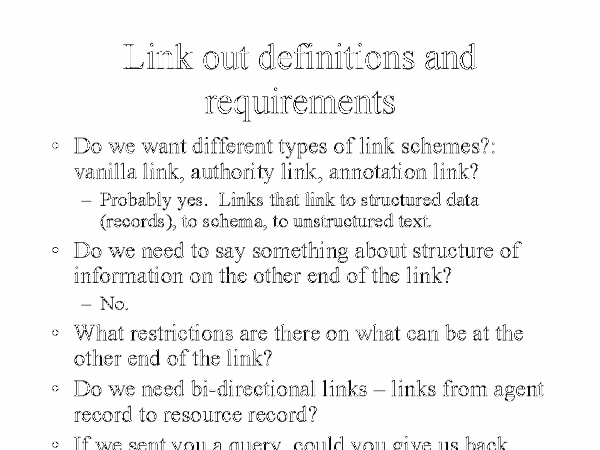 Link out definitions and
requirements
• Do we want different types of link schemes?:
vanilla link, authority link, annotation link?
– Probably yes.  Links that link to structured data
(records), to schema, to unstructured text.
• Do we need to say something about structure of
information on the other end of the link?
– No.
• What restrictions are there on what can be at the
other end of the link?
• Do we need bi-directional links – links from agent
record to resource record?
• If we sent you a query, could you give us back